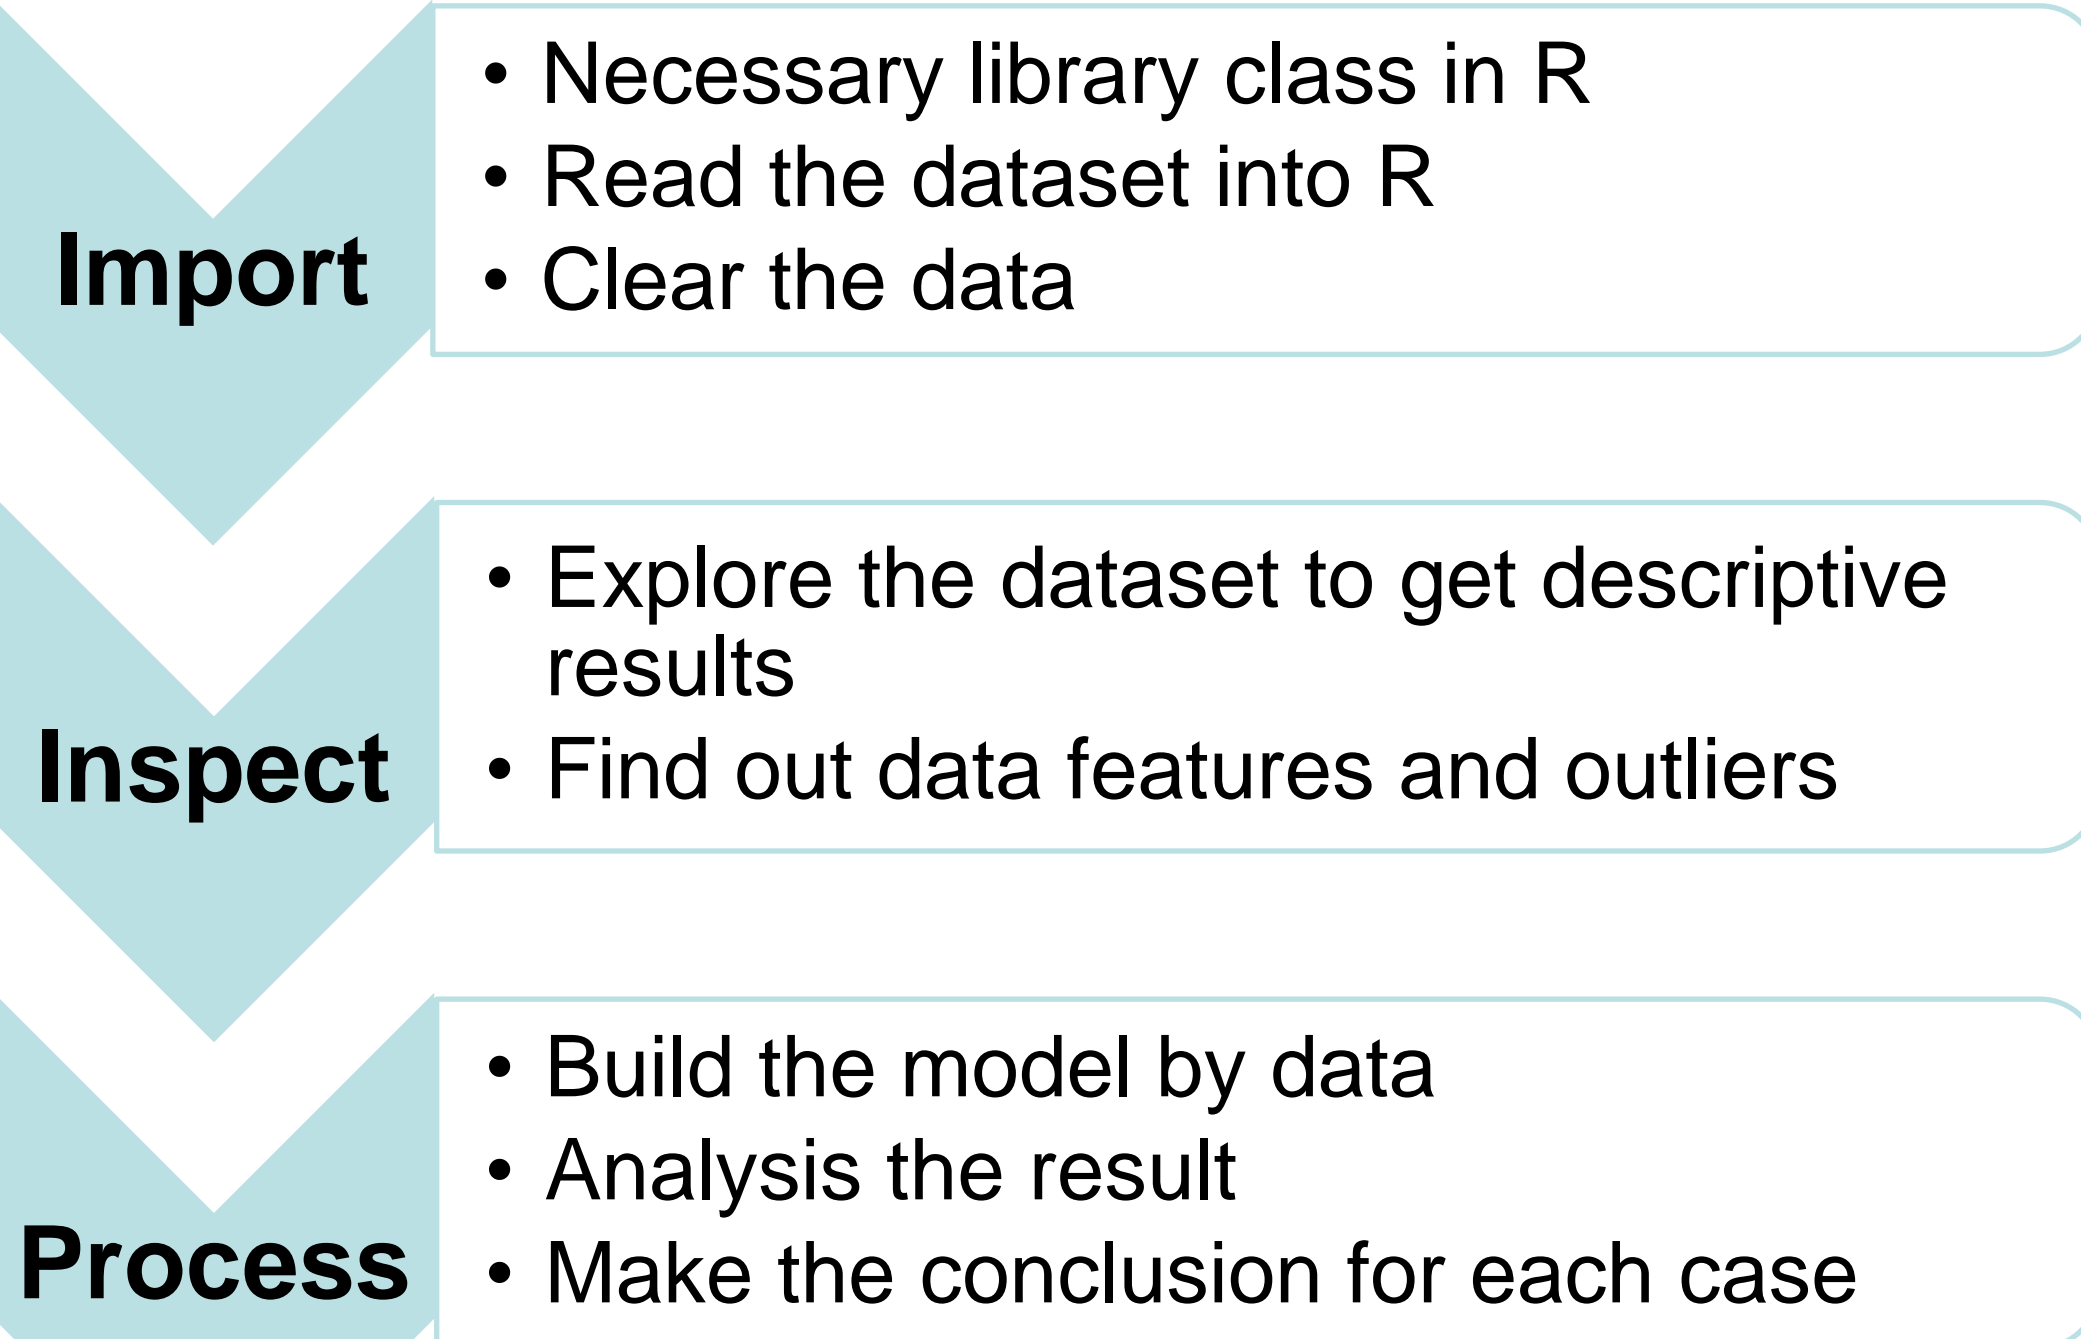 Import
• Necessary library class in R
• Read the dataset into R
• Clear the data
Inspect
• Explore the dataset to get descriptive
results
• Find out data features and outliers
Process
• Build the model by data
• Analysis the result
• Make the conclusion for each case